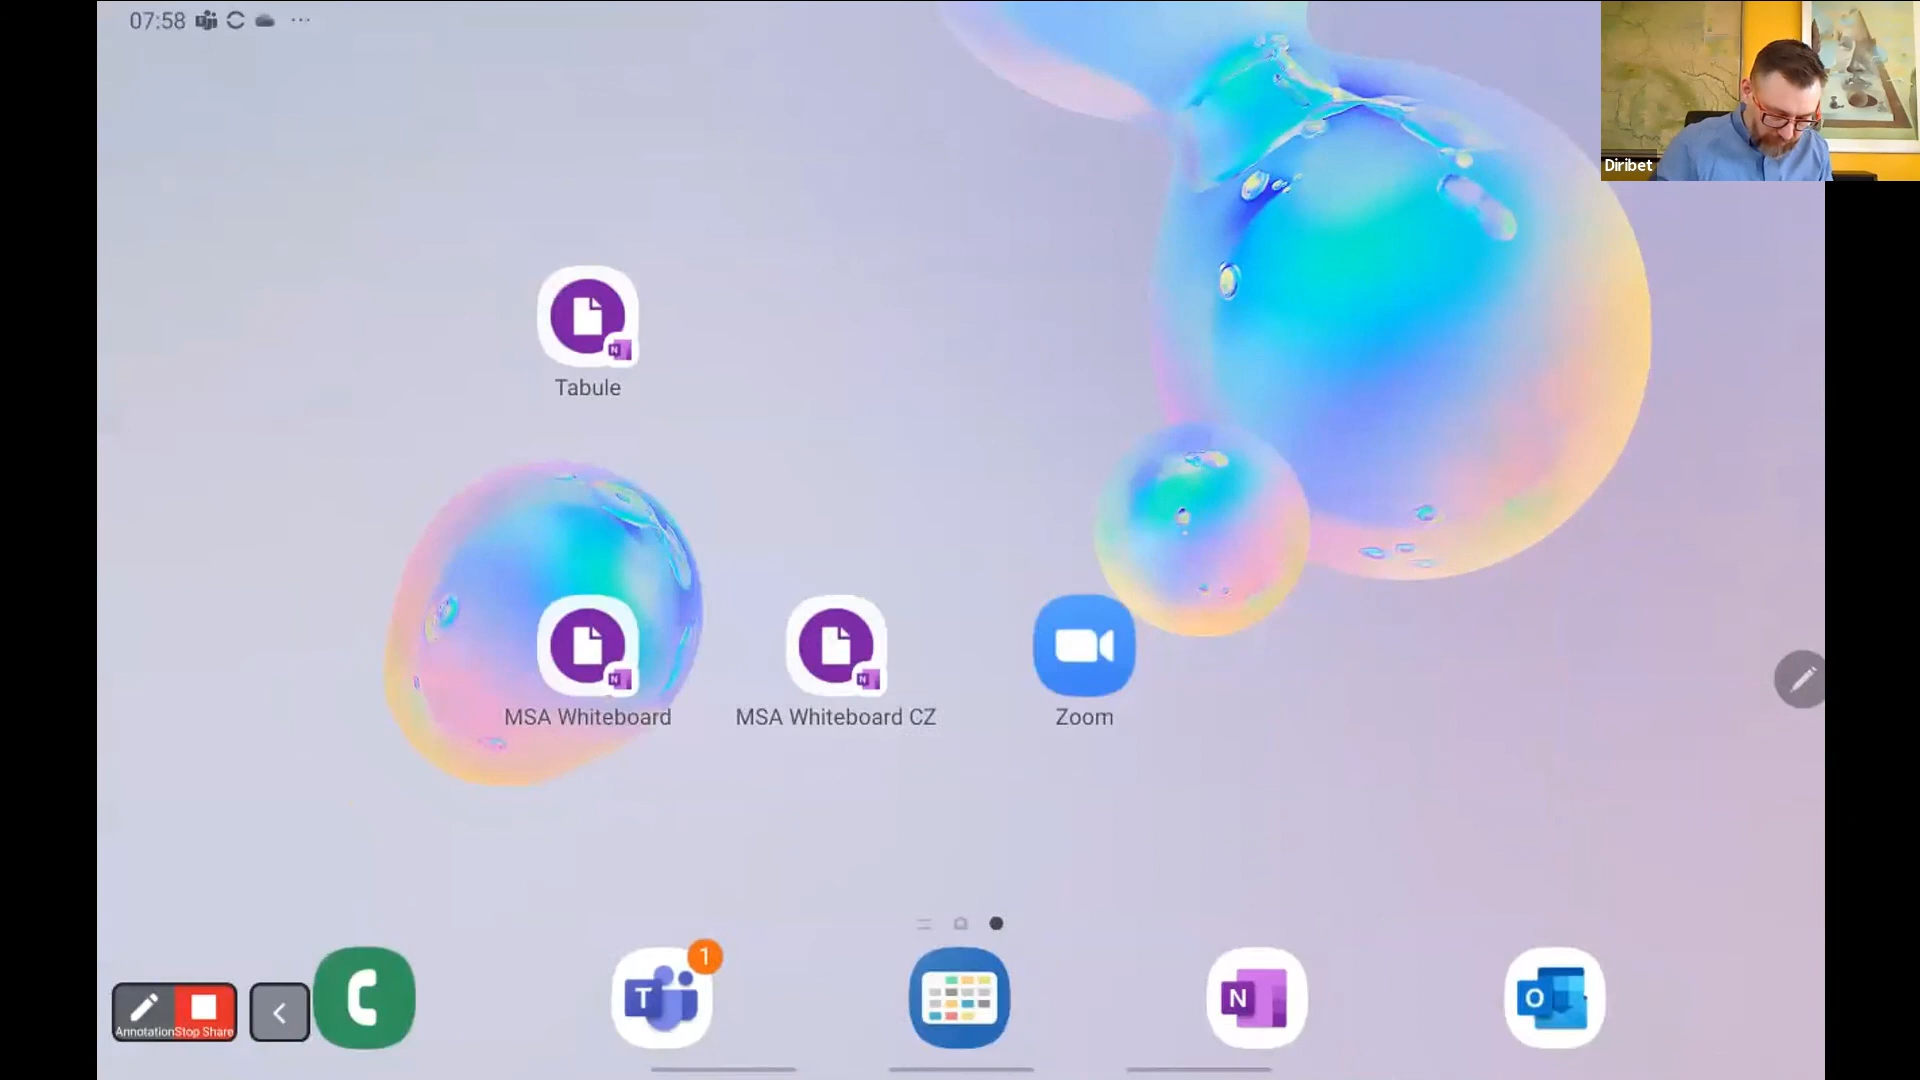 07:58
Diribet
Tabule
MSA Whiteboard
MSA Whiteboard CZ
Zoom
1
T
N
O
Annotation
Stop Share